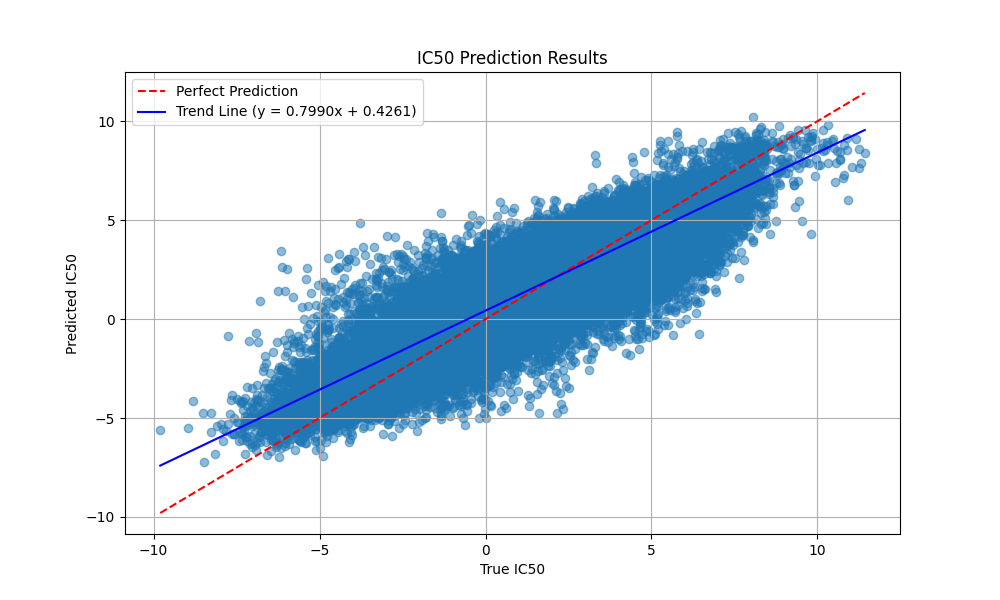 IC50 Prediction Results
Perfect Prediction
Trend Line (y = 0.7990x + 0.4261)
Predicted IC50
10
5
0
−5
−10
−10
−5
0
5
10
True IC50